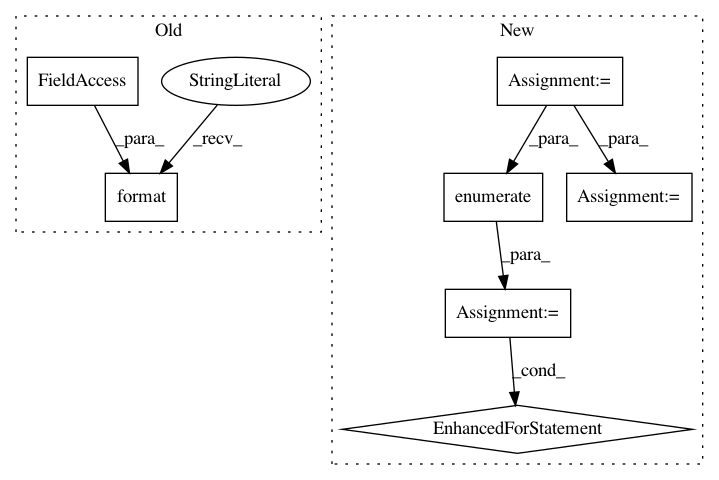 Old
New
FieldAccess
StringLiteral
Assignment:=
_para_
_recv_
_para_
_para_
format
enumerate
Assignment:=
_para_
Assignment:=
_cond_
EnhancedForStatement